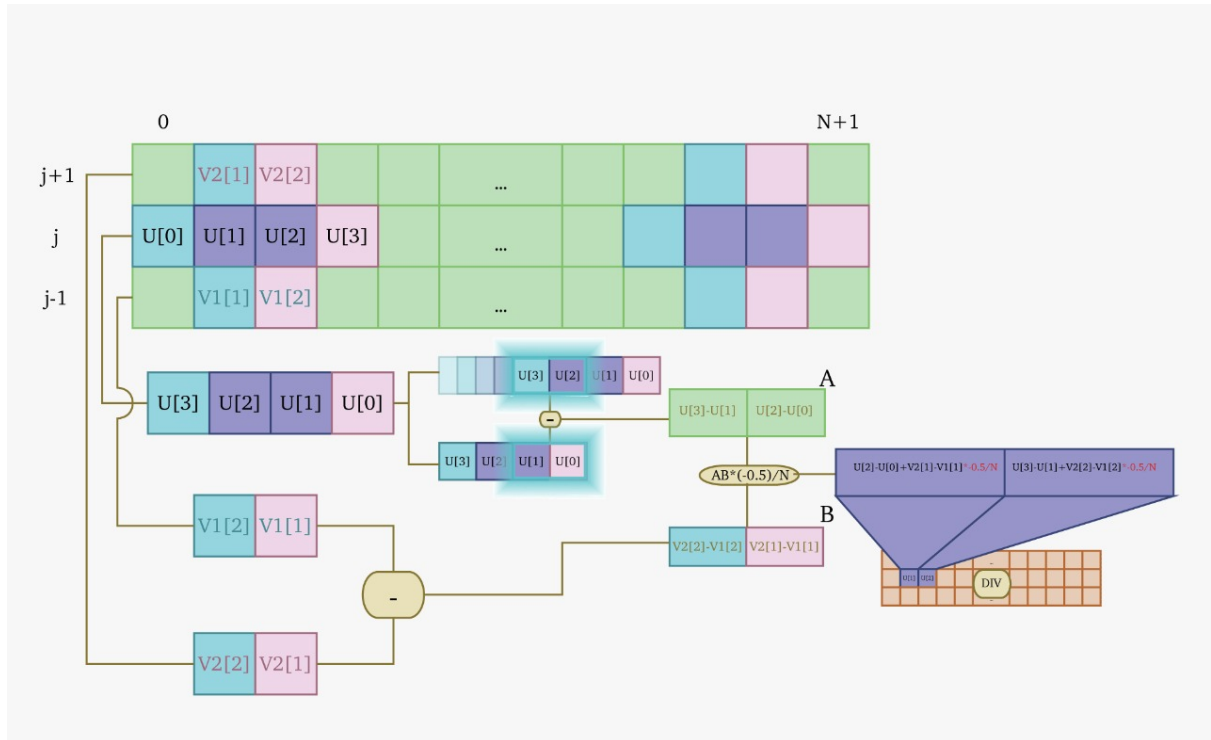 0 N+1
j+1 V2[1] V2[2] ...
j U[0] U[1] U[2] U[3] ...
j-1 V1[1] V1[2] ...
U[3] U[2] U[1] U[0]
U[3] U[2] U[1] U[0]
-
U[3] U[2] U[1] U[0]
A
U[3]-U[1] U[2]-U[0]
AB*(-0.5)/N
U[2]-U[0]+V2[1]-V1[1]*-0.5/N U[3]-U[1]+V2[2]-V1[2]*-0.5/N
B
V2[2]-V1[2] V2[1]-V1[1]
V1[2] V1[1]
-
V2[2] V2[1]
DIV